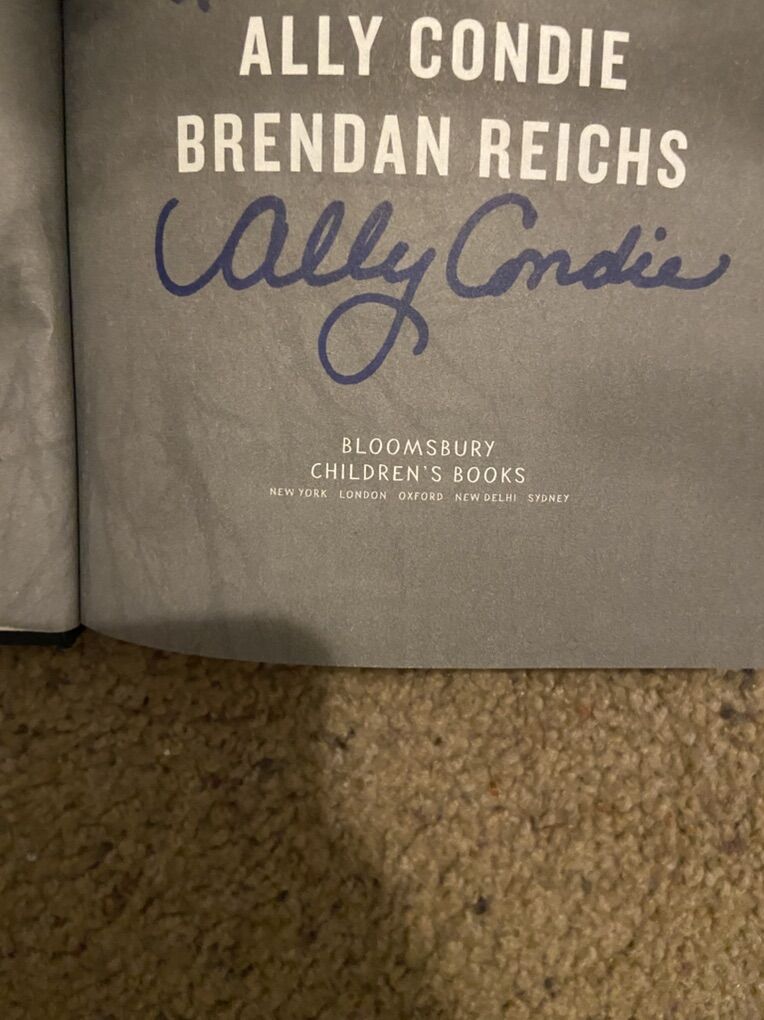 ALLY CONDIE
BRENDAN REICHS
Ally Condie
BLOOMSBURY
CHILDREN'S BOOKS
NEW YORK LONDON OXFORD NEW DELHI SYDNEY